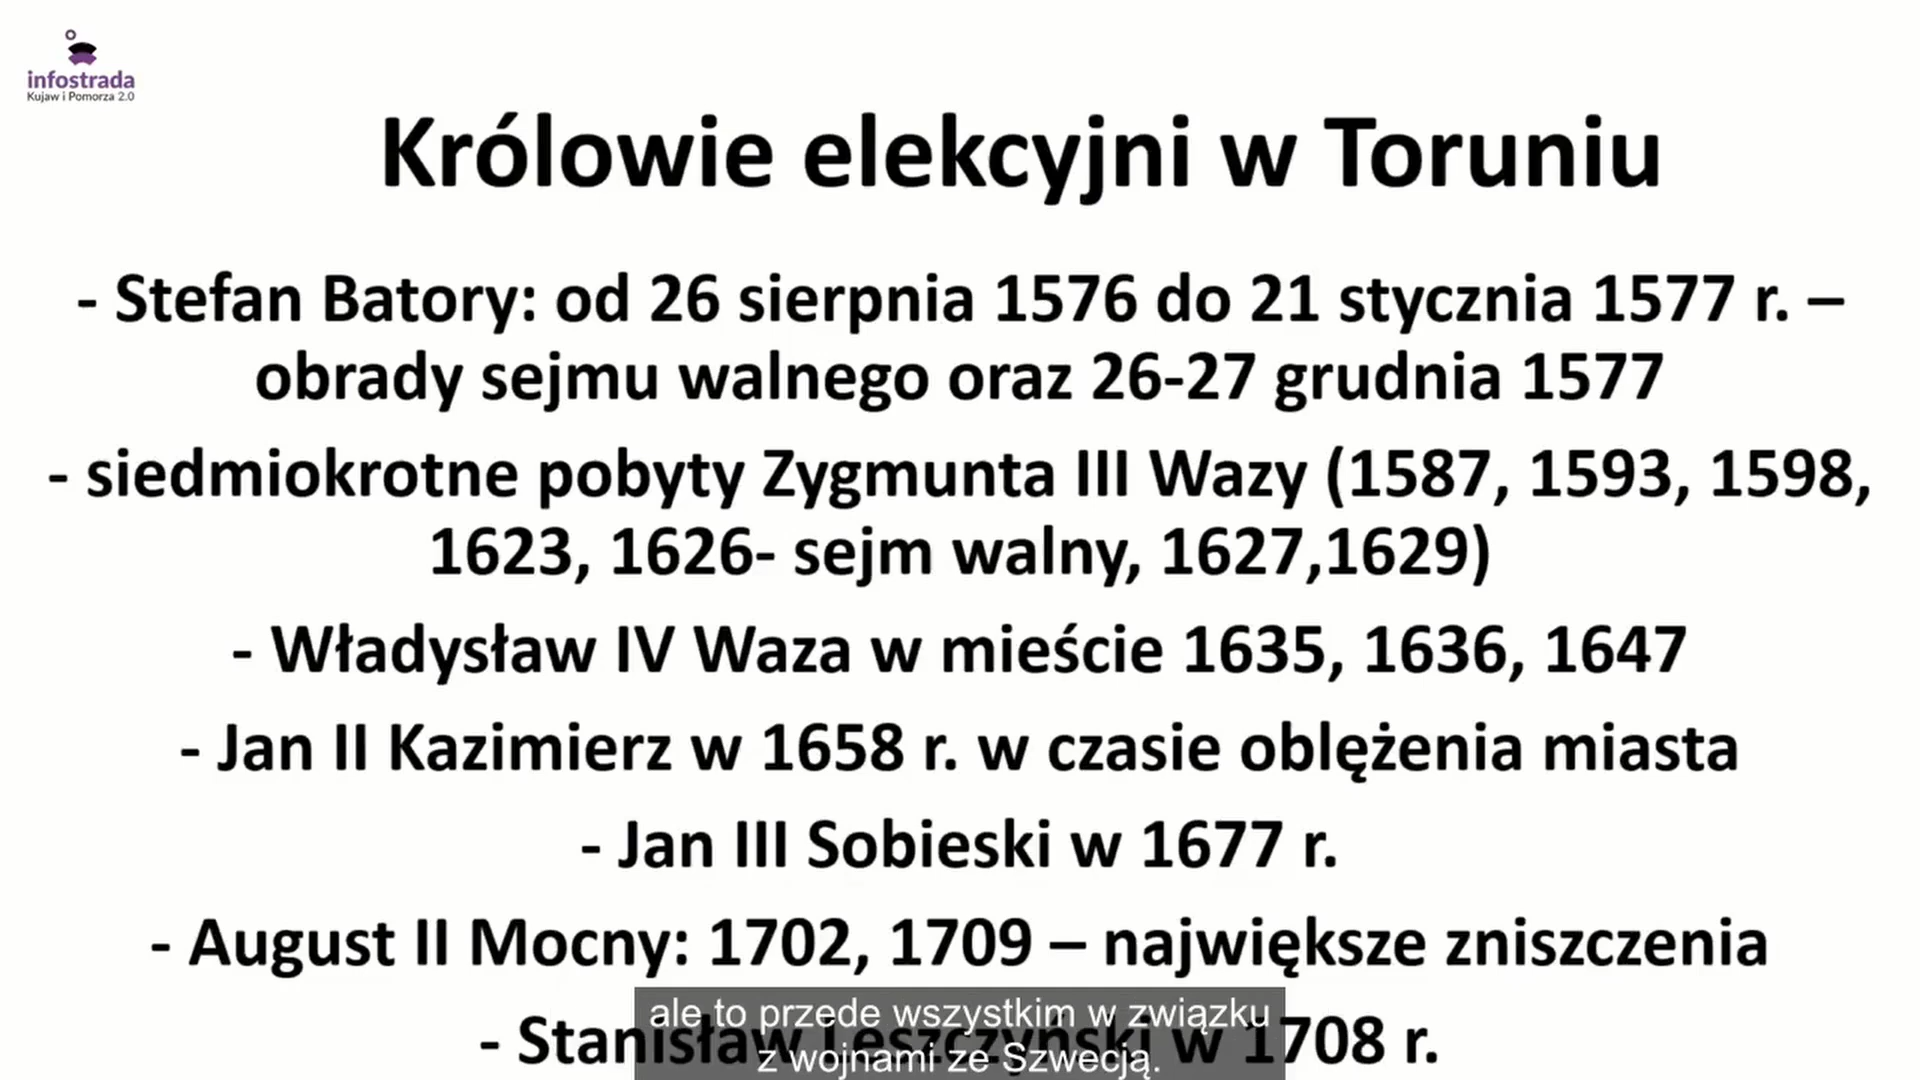 infostrada
Kujaw i Pomorza 2.0
Królowie elekcyjni w Toruniu
- Stefan Batory: od 26 sierpnia 1576 do 21 stycznia 1577 r. –
obrady sejmu walnego oraz 26-27 grudnia 1577
- siedmiokrotne pobyty Zygmunta III Wazy (1587, 1593, 1598,
1623, 1626- sejm walny, 1627,1629)
- Władysław IV Waza w mieście 1635, 1636, 1647
- Jan II Kazimierz w 1658 r. w czasie oblężenia miasta
- Jan III Sobieski w 1677 r.
- August II Mocny: 1702, 1709 – największe zniszczenia
- Stanisław Leszczyński w 1708 r.
ale to przede wszystkim w związku
z wojnami ze Szwecją.